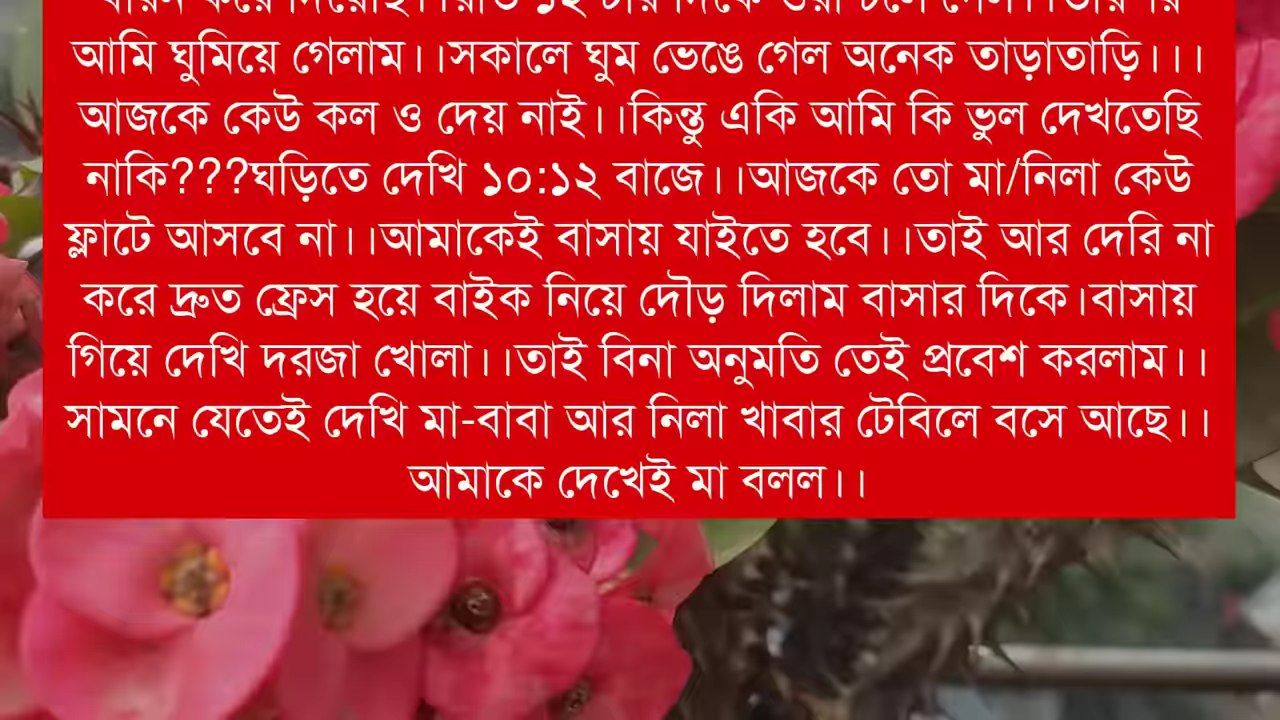 আমি ঘুমিয়ে গেলাম।।সকালে ঘুম ভেঙে গেল অনেক তাড়াতাড়ি।।।
আজকে কেউ কল ও দেয় নাই।।কিন্তু একি আমি কি ভুল দেখতেছি
নাকি???ঘড়িতে দেখি ১০:১২ বাজে।।আজকে তো মা/নিলা কেউ
ফ্লাটে আসবে না।।আমাকেই বাসায় যাইতে হবে।।তাই আর দেরি না
করে দ্রুত ফ্রেস হয়ে বাইক নিয়ে দৌড় দিলাম বাসার দিকে।বাসায়
গিয়ে দেখি দরজা খোলা।।তাই বিনা অনুমতি তেই প্রবেশ করলাম।।
সামনে যেতেই দেখি মা-বাবা আর নিলা খাবার টেবিলে বসে আছে।।
আমাকে দেখেই মা বলল।।